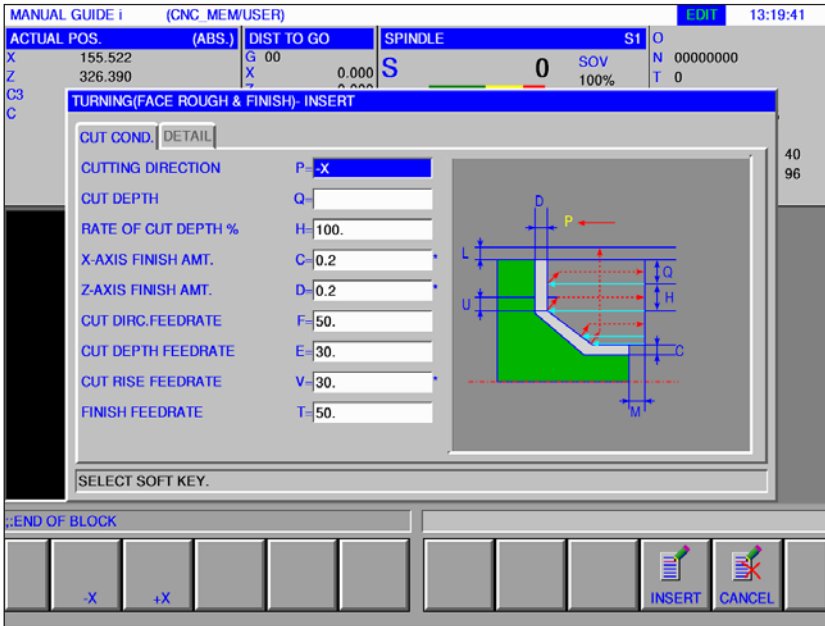 MANUAL GUIDE i (CNC_MEM/USER) EDIT 13:19:41
ACTUAL POS. (ABS.) DIST TO GO SPINDLE S1 O
X 155.522 G 00 S 0 SOV N 00000000
Z 326.390 X 0.000 100% T 0
C3
C
TURNING(FACE ROUGH & FINISH)- INSERT
CUT COND. DETAIL
40
96
CUTTING DIRECTION P=-X
CUT DEPTH Q=
RATE OF CUT DEPTH % H=100.
X-AXIS FINISH AMT. C=0.2 *
Z-AXIS FINISH AMT. D=0.2 *
CUT DIRC.FEEDRATE F=50.
CUT DEPTH FEEDRATE E=30.
CUT RISE FEEDRATE V=30. *
FINISH FEEDRATE T=50.
D
P
L
Q
U
H
C
M
SELECT SOFT KEY.
;:END OF BLOCK
-X +X INSERT CANCEL